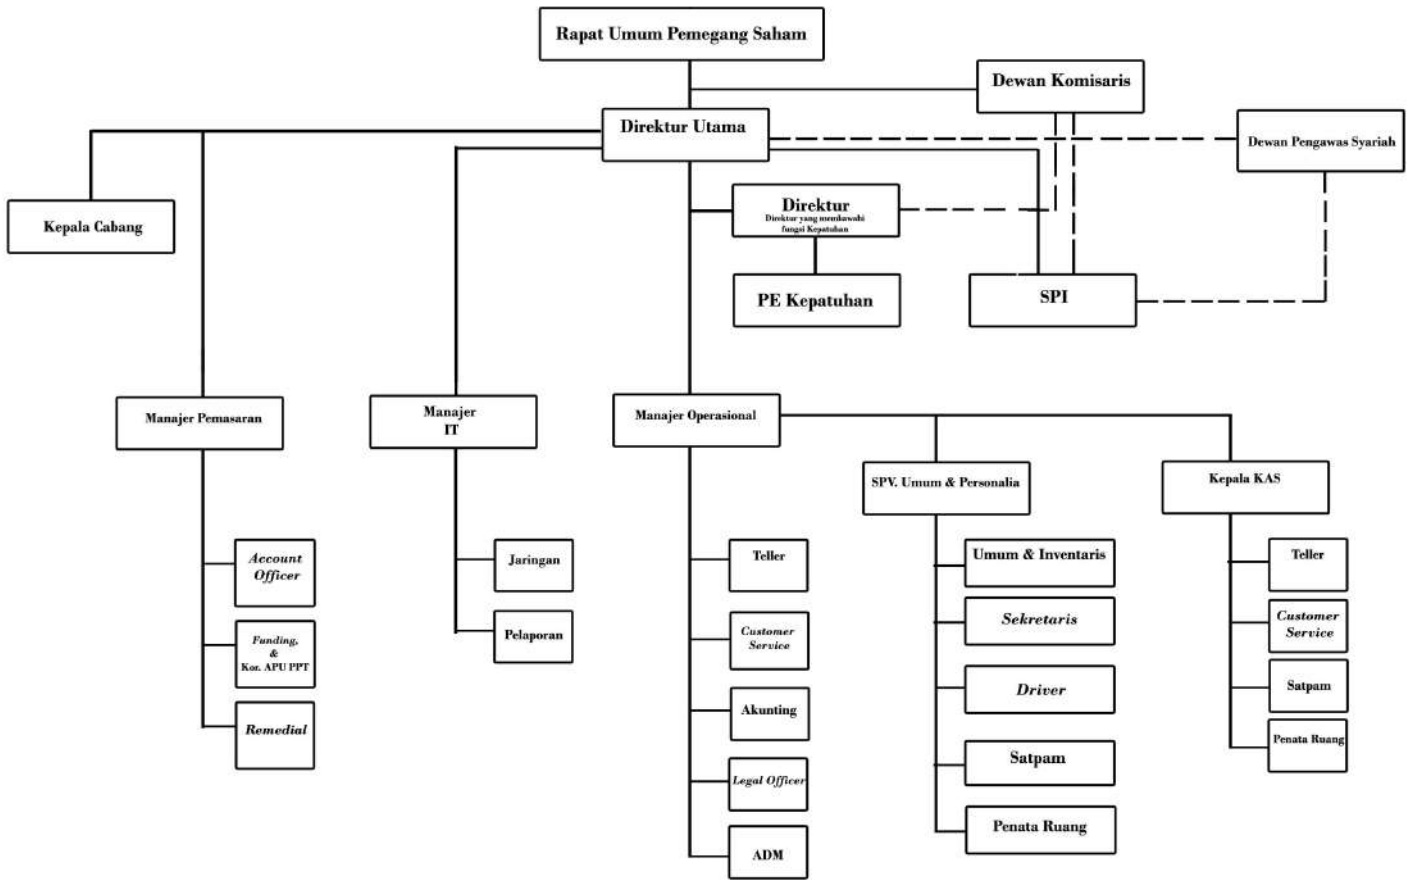 Rapat Umum Pemegang Saham
Dewan Komisaris
Direktur Utama
Dewan Pengawas Syariah
Kepala Cabang
Direktur
Direktur yang membawahi
fungsi Kepatuhan
PE Kepatuhan
SPI
Manajer Pemasaran
Manajer
IT
Manajer Operasional
SPV. Umum & Personalia
Kepala KAS
Account
Officer
Funding,
&
Kor. APU PPT
Remedial
Jaringan
Pelaporan
Teller
Customer
Service
Akunting
Legal Officer
ADM
Umum & Inventaris
Sekretaris
Driver
Satpam
Penata Ruang
Teller
Customer
Service
Satpam
Penata Ruang